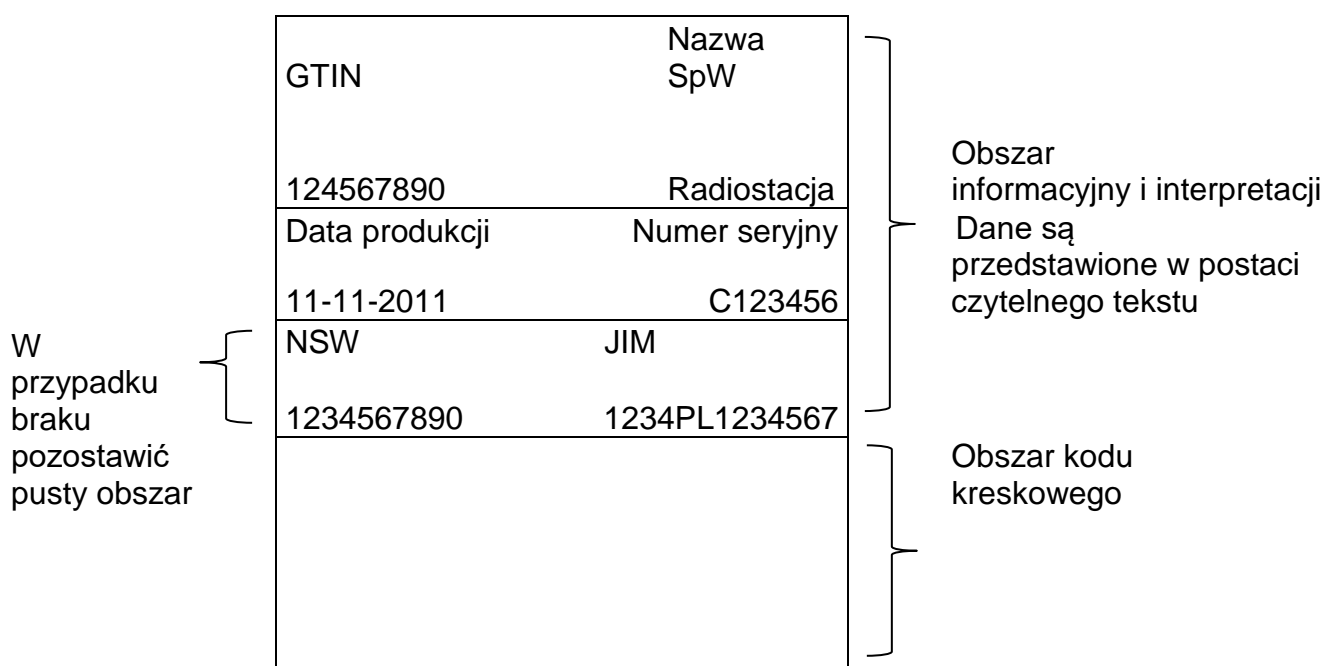 Nazwa
GTIN SpW
124567890 Radiostacja
Data produkcji Numer seryjny
11-11-2011 C123456
NSW JIM
1234567890 1234PL1234567
W
przypadku
braku
pozostawić
pusty obszar
Obszar
informacyjny i interpretacji
Dane są
przedstawione w postaci
czytelnego tekstu
Obszar kodu
kreskowego